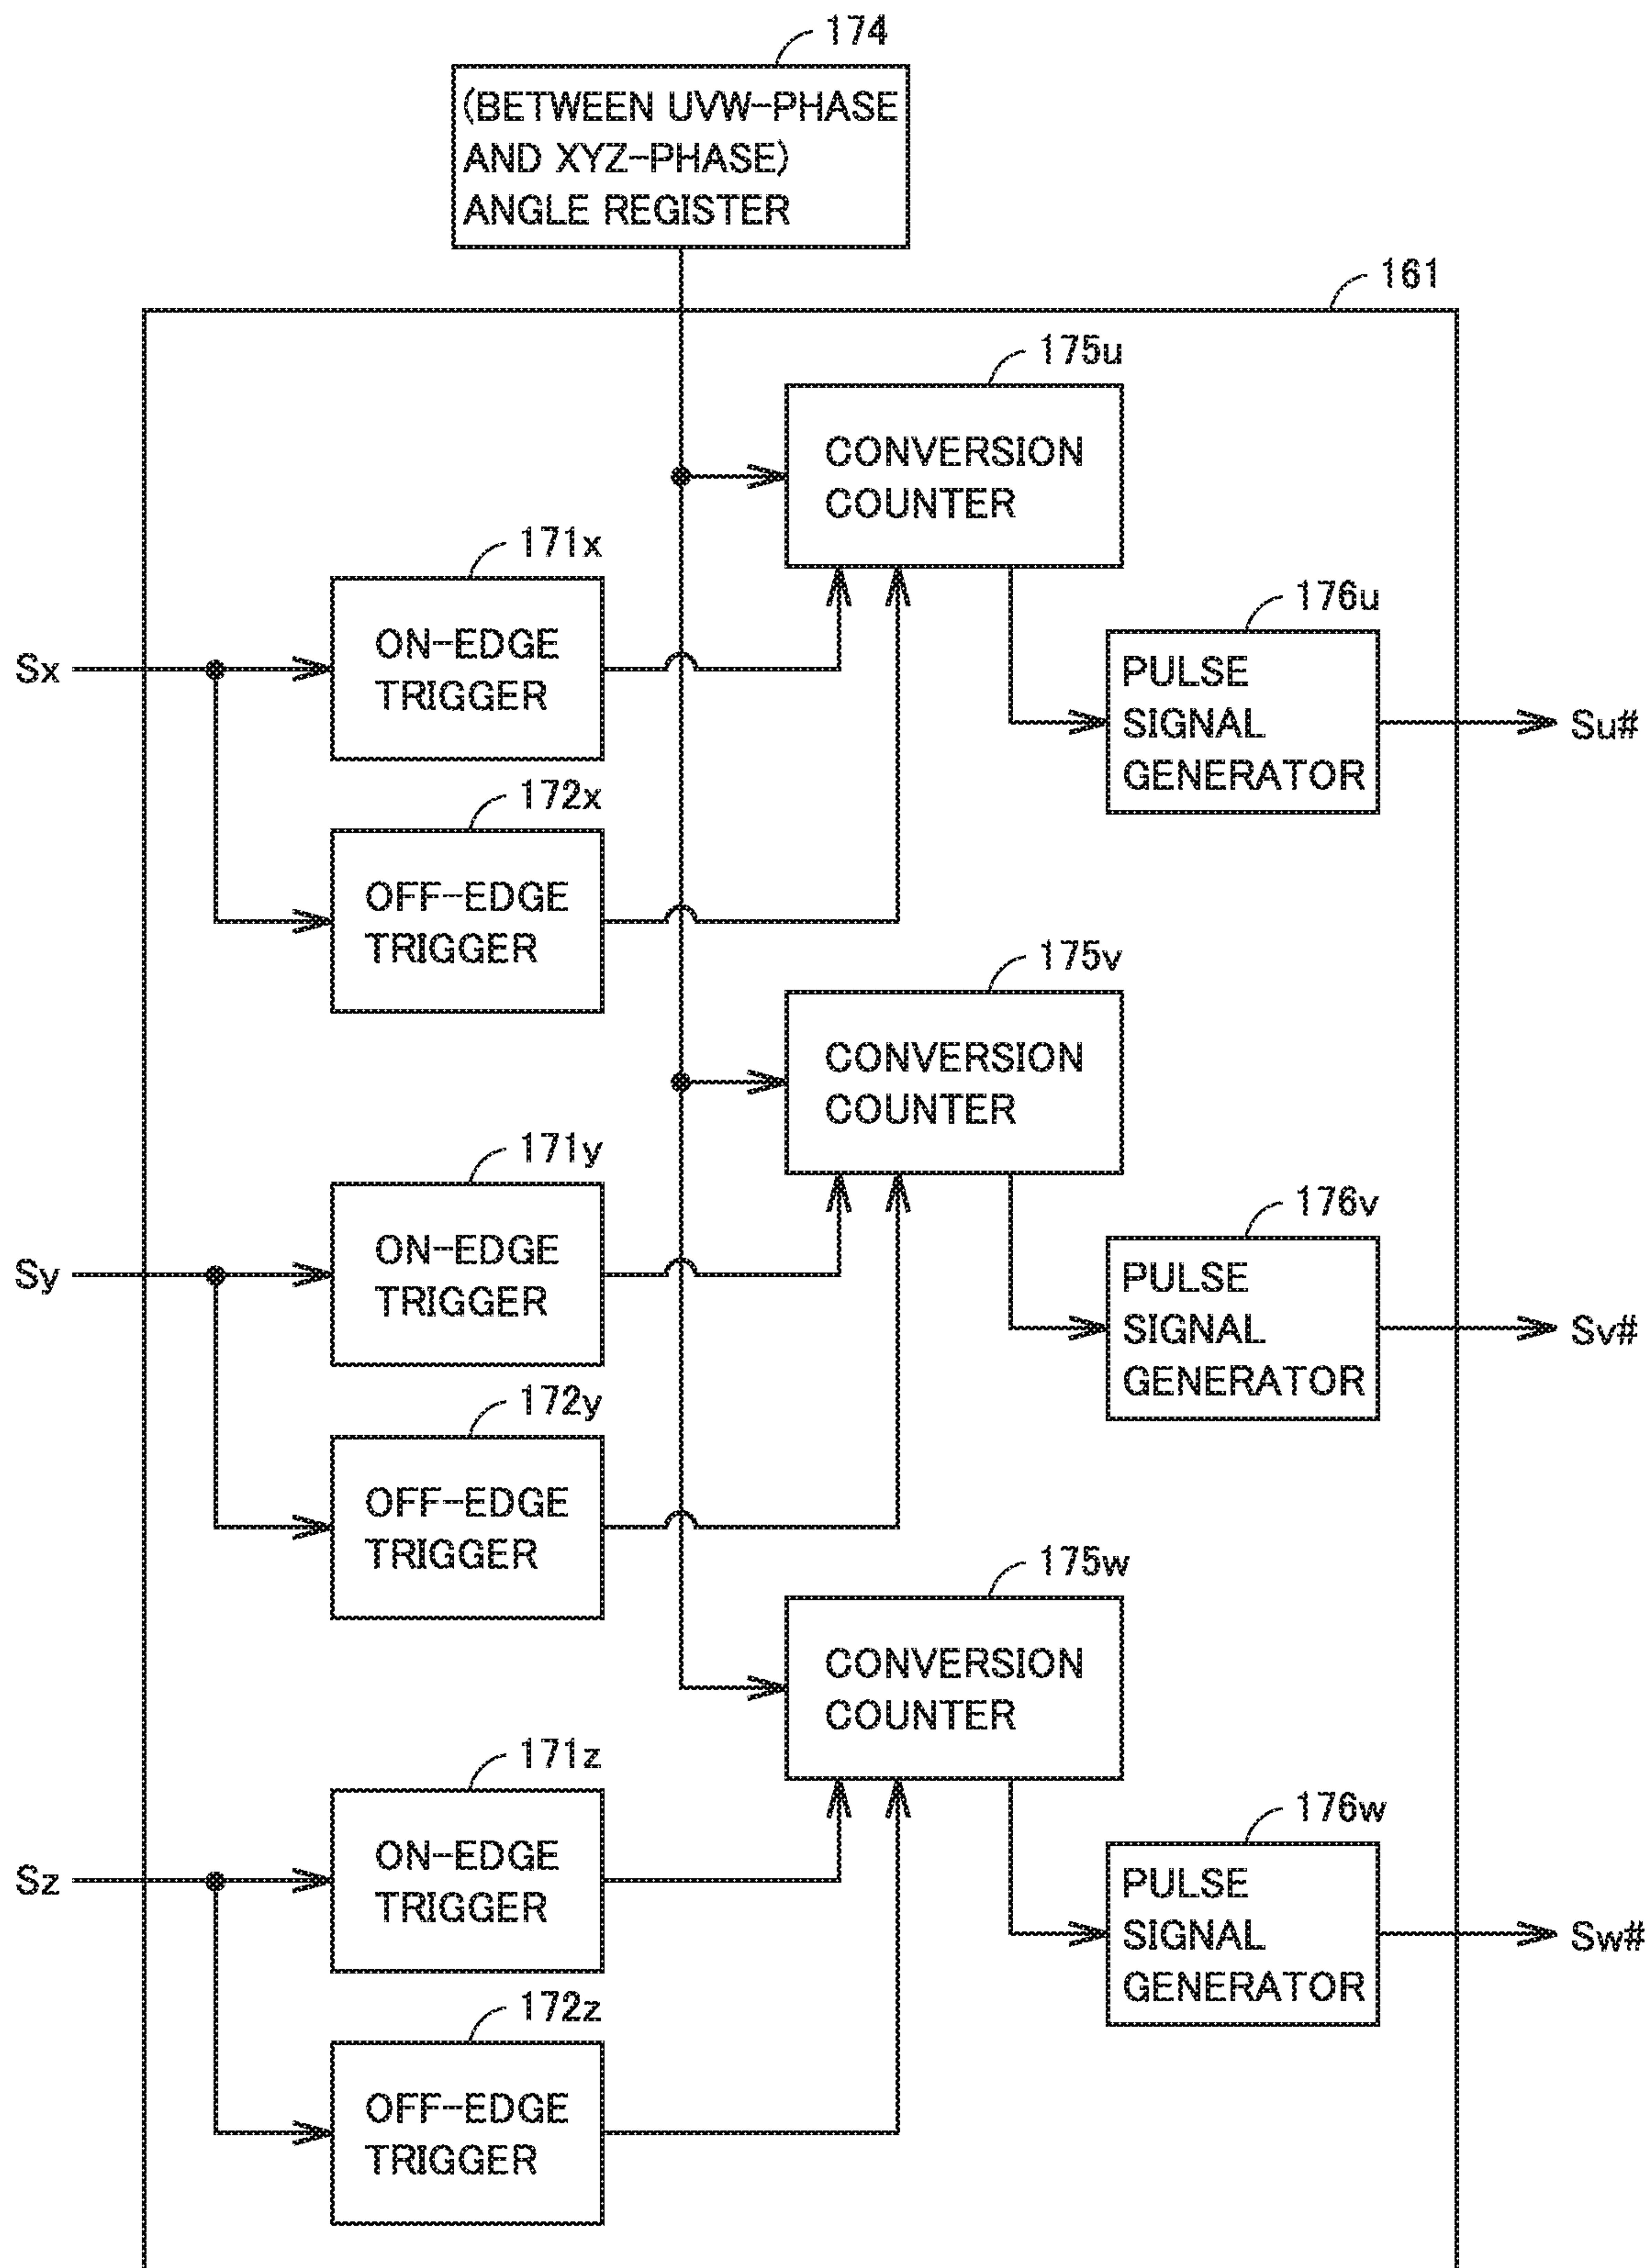 174
(BETWEEN UVW-PHASE
AND XYZ-PHASE)
ANGLE REGISTER
161
175u
CONVERSION
COUNTER
171x
ON-EDGE
TRIGGER
Sx
176u
PULSE
SIGNAL
GENERATOR
Su#
172x
OFF-EDGE
TRIGGER
175v
CONVERSION
COUNTER
171y
ON-EDGE
TRIGGER
Sy
176v
PULSE
SIGNAL
GENERATOR
Sv#
172y
OFF-EDGE
TRIGGER
175w
CONVERSION
COUNTER
171z
ON-EDGE
TRIGGER
Sz
176w
PULSE
SIGNAL
GENERATOR
Sw#
172z
OFF-EDGE
TRIGGER